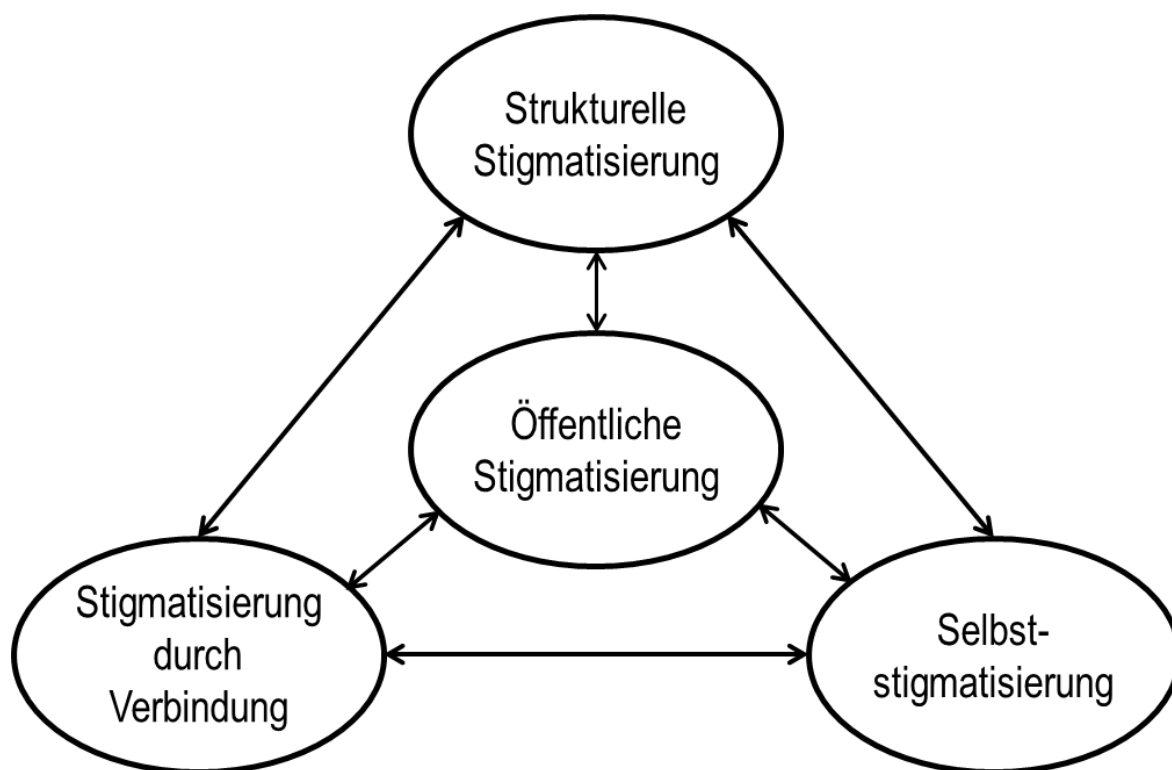 Strukturelle
Stigmatisierung
Öffentliche
Stigmatisierung
Stigmatisierung
durch
Verbindung
Selbst-
stigmatisierung